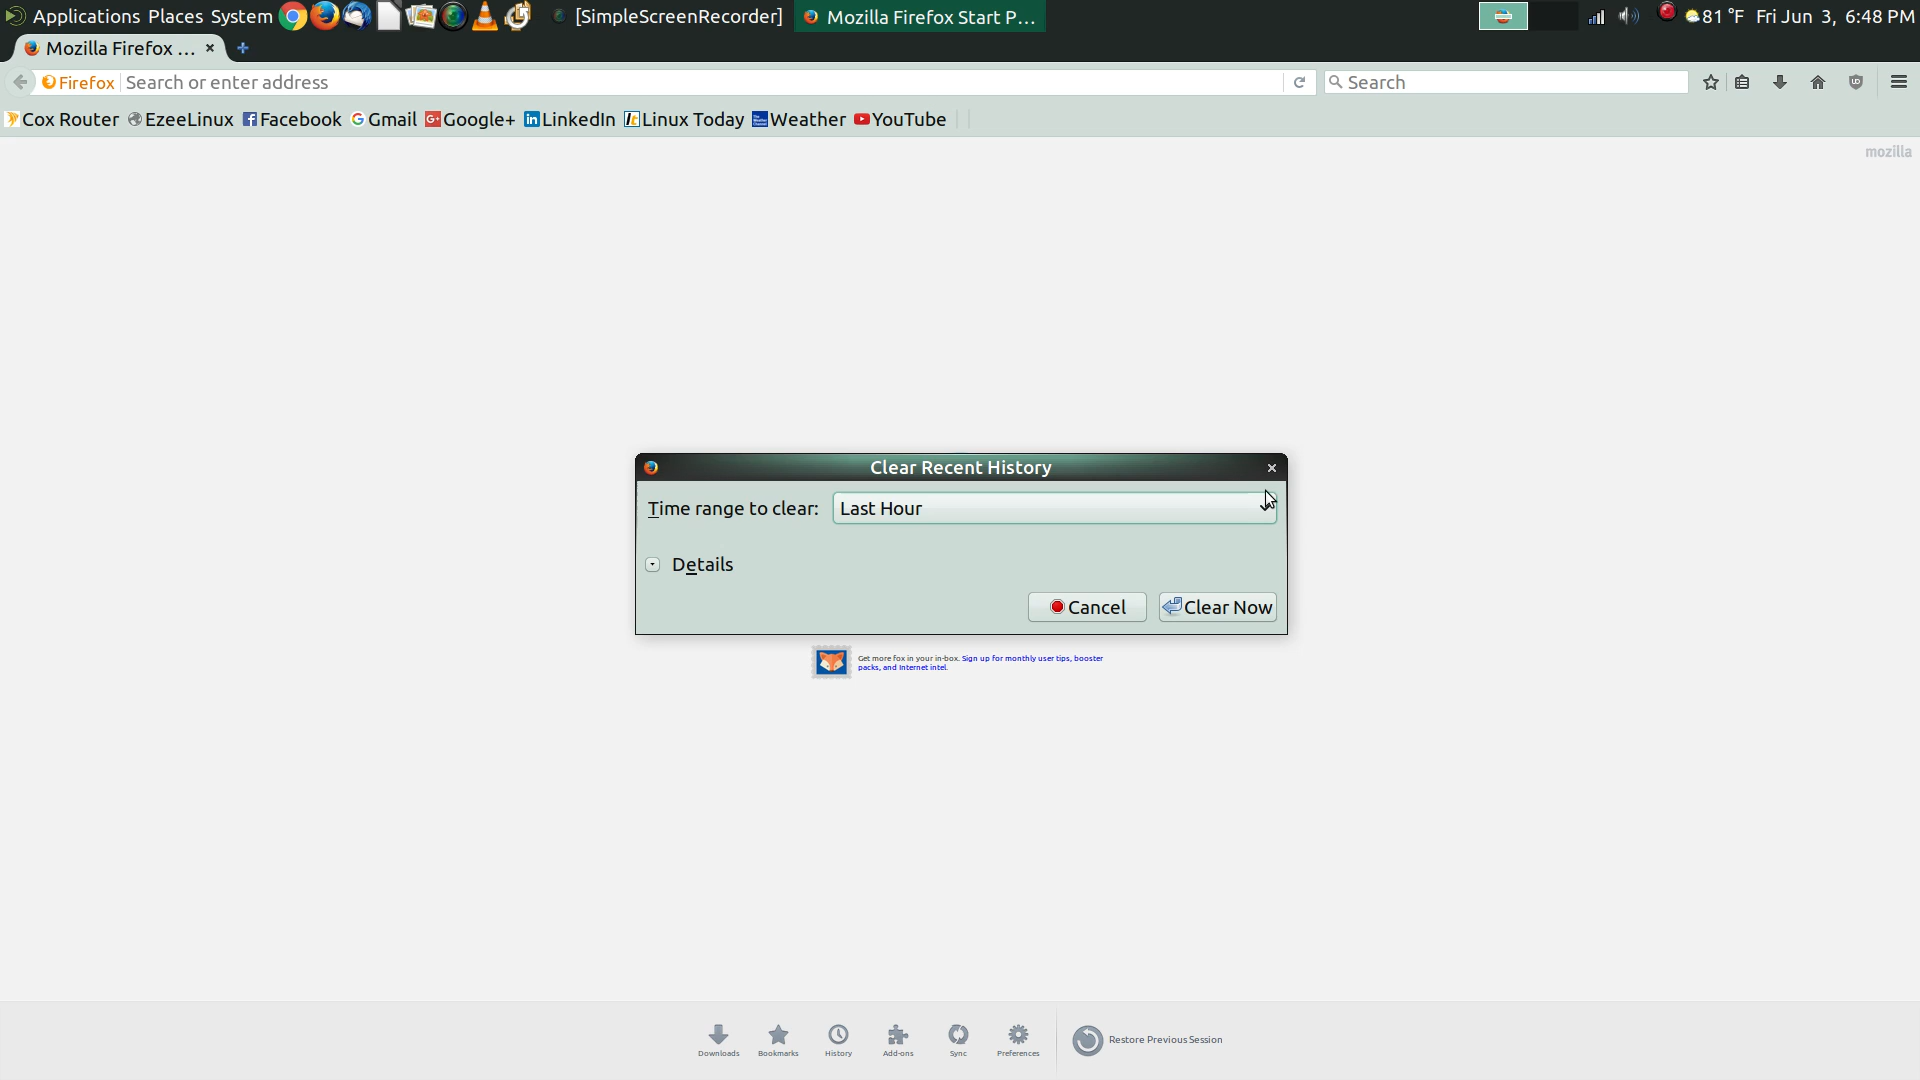 Applications Places System [SimpleScreenRecorder] Mozilla Firefox Start P... 81 °F Fri Jun 3, 6:48 PM
Mozilla Firefox ...
Firefox Search or enter address Search
Cox Router EzeeLinux Facebook Gmail Google+ LinkedIn Linux Today Weather YouTube
mozilla
Clear Recent History
Time range to clear: Last Hour
Details
Cancel Clear Now
Get more fox in your in-box. Sign up for monthly user tips, booster
packs, and Internet intel.
Downloads Bookmarks History Add-ons Sync Preferences Restore Previous Session